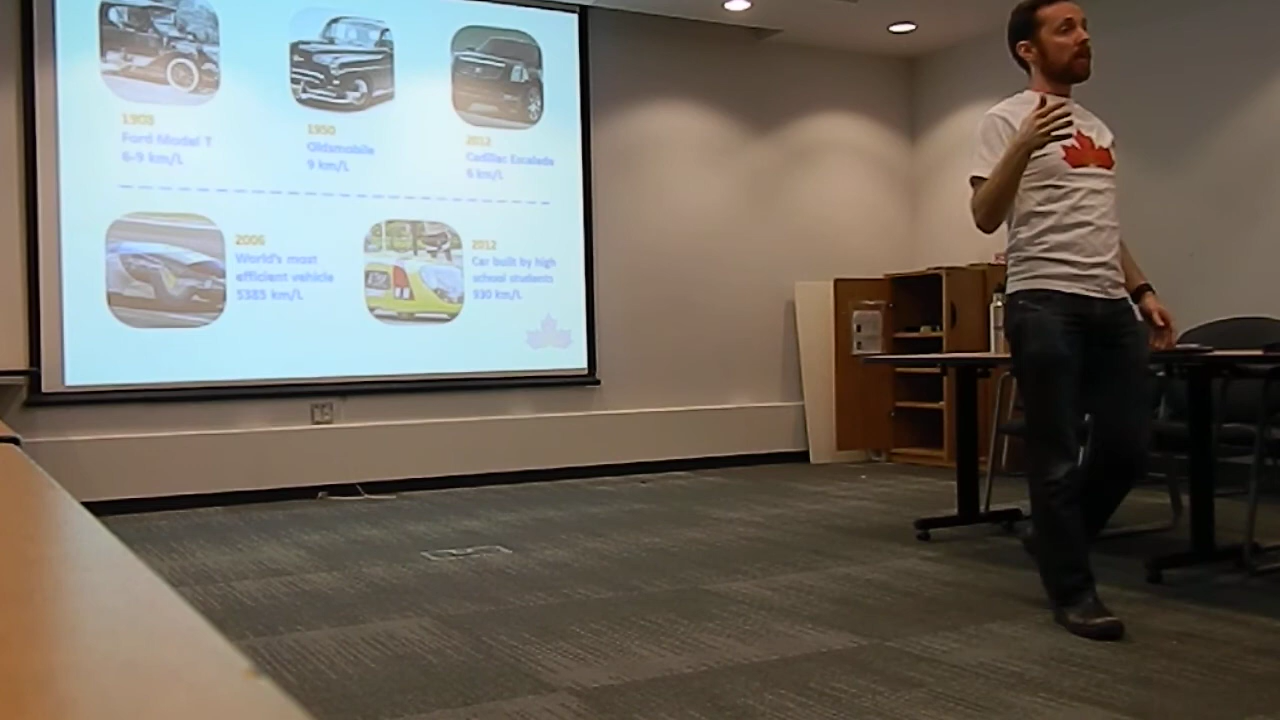 1908
Ford Model T
6-9 km/L
1950
Oldsmobile
9 km/L
2012
Cadillac Escalade
6 km/L
2006
World's most
efficient vehicle
5385 km/L
2012
Car built by high
school students
930 km/L